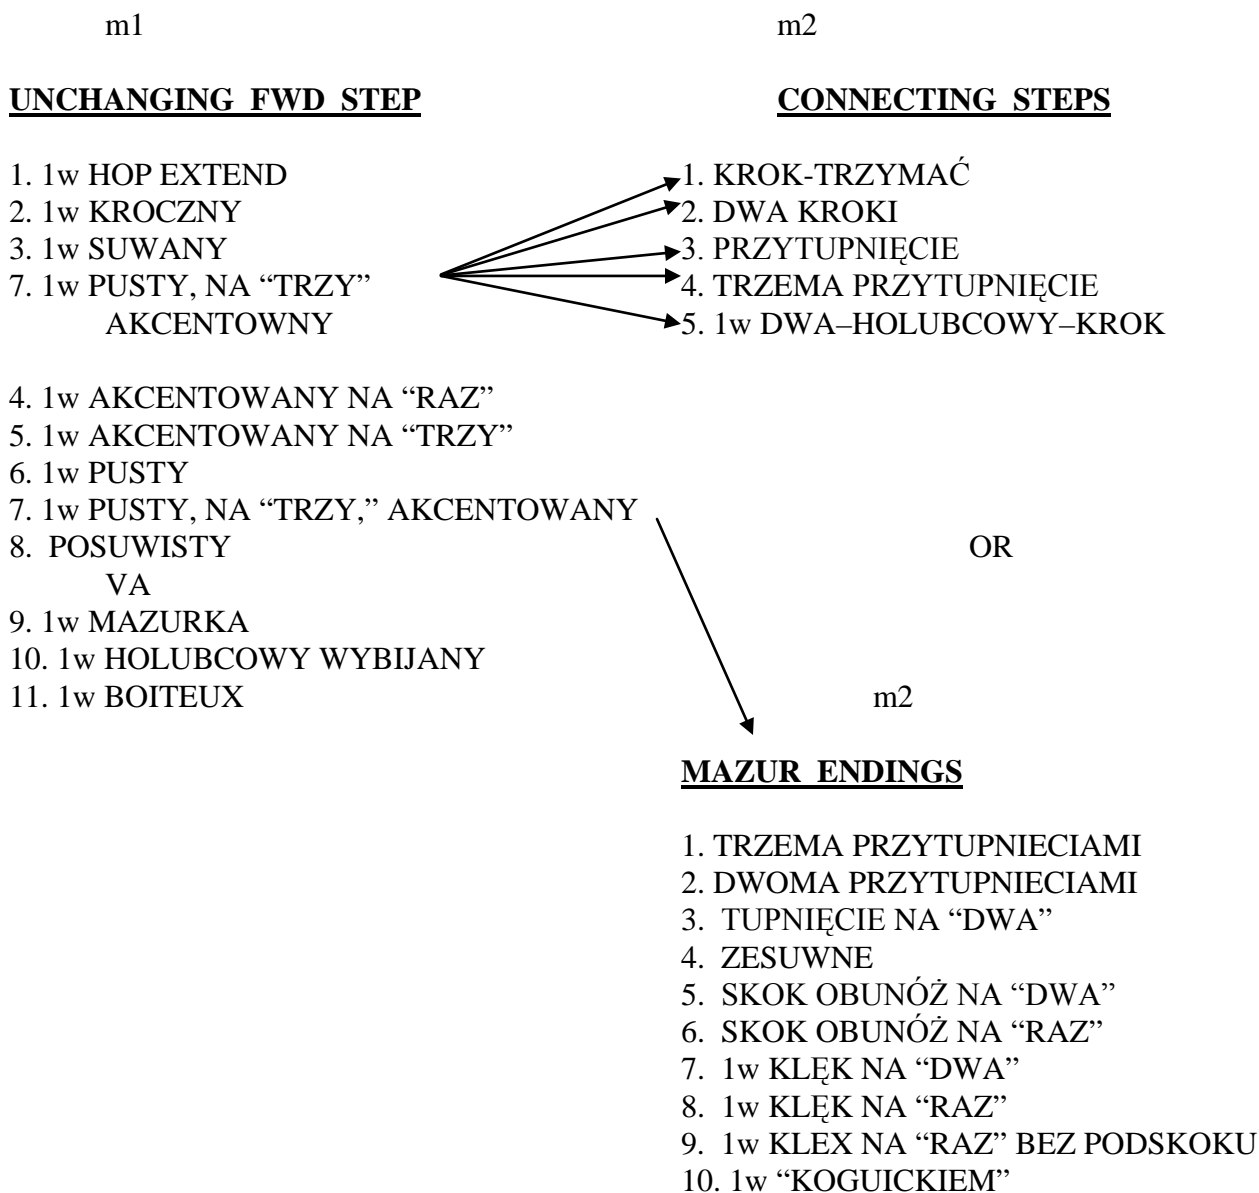 m1 m2
UNCHANGING FWD STEP CONNECTING STEPS
1. 1w HOP EXTEND 1. KROK-TRZYMAĆ
2. 1w KROCZNY 2. DWA KROKI
3. 1w SUWANY 3. PRZYTUPNIĘCIE
7. 1w PUSTY, NA “TRZY” 4. TRZEMA PRZYTUPNIĘCIE
AKCENTOWNY 5. 1w DWA–HOLUBCOWY–KROK
4. 1w AKCENTOWANY NA “RAZ”
5. 1w AKCENTOWANY NA “TRZY”
6. 1w PUSTY
7. 1w PUSTY, NA “TRZY,” AKCENTOWANY
8. POSUWISTY OR
VA
9. 1w MAZURKA
10. 1w HOLUBCOWY WYBIJANY
11. 1w BOITEUX m2
MAZUR ENDINGS
1. TRZEMA PRZYTUPNIECIAMI
2. DWOMA PRZYTUPNIECIAMI
3. TUPNIĘCIE NA “DWA”
4. ZESUWNE
5. SKOK OBUNÓŻ NA “DWA”
6. SKOK OBUNÓŻ NA “RAZ”
7. 1w KLĘK NA “DWA”
8. 1w KLĘK NA “RAZ”
9. 1w KLEX NA “RAZ” BEZ PODSKOKU
10. 1w “KOGUICKIEM”